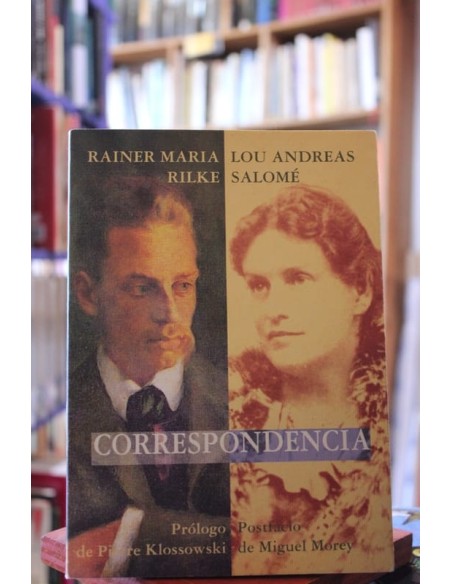 RAINER MARIA RILKE
LOU ANDREAS SALOMÉ
CORRESPONDENCIA
Prólogo de Pierre Klossowski
Postfacio de Miguel Morey